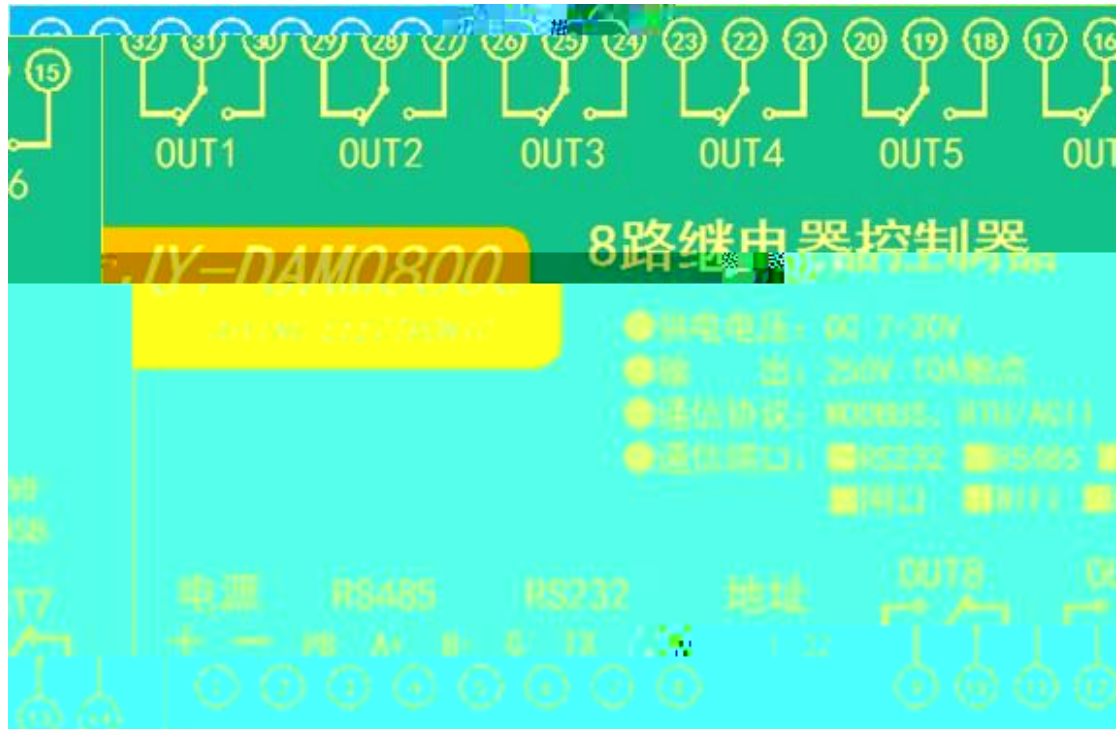 32 31 30 29 28 27 26 25 24 23 22 21 20 19 18 17 16
15
OUT1 OUT2 OUT3 OUT4 OUT5 OUT
6
JY-DAM0800
8路继电器控制器
供电电压: DC 7-30V
输 出: 250V 10A触点
通信协议: MODBUS、RTU/ACII
通信端口: RS232 RS485
网口 WIFI
T7
电源 RS485 RS232 地址 OUT8
+ - A+ B- G TX
1 2 3 4 5 6 7 8 9 10 11 12